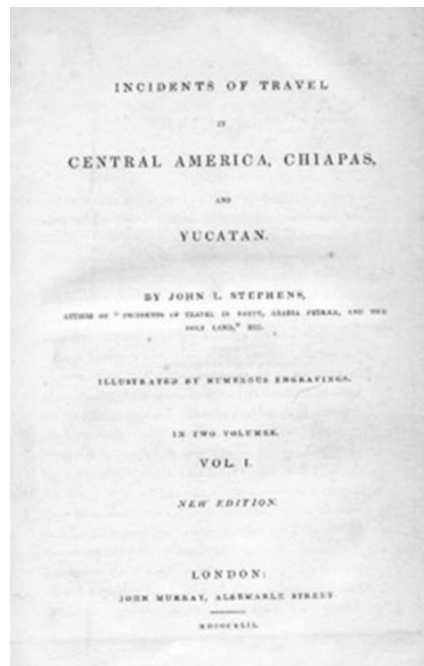 INCIDENTS OF TRAVEL
IN
CENTRAL AMERICA, CHIAPAS,
AND
YUCATAN.
BY JOHN L. STEPHENS,
AUTHOR OF "INCIDENTS OF TRAVEL IN EGYPT, ARABIA PETRÆA, AND THE
HOLY LAND," ETC.
ILLUSTRATED BY NUMEROUS ENGRAVINGS.
IN TWO VOLUMES.
VOL. I.
NEW EDITION.
LONDON:
JOHN MURRAY, ALBEMARLE STREET
MDCCCXLII.